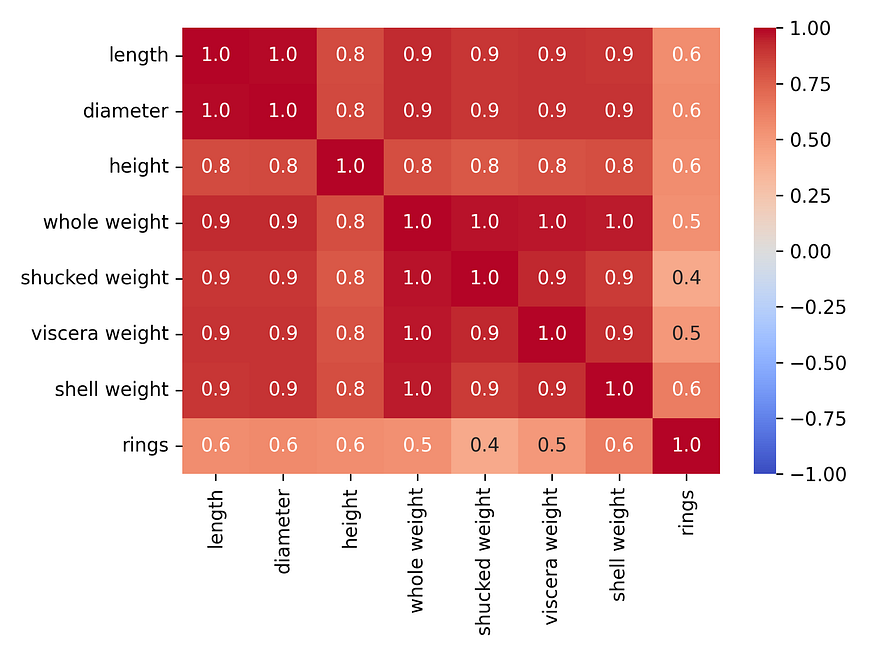 length 1.0 1.0 0.8 0.9 0.9 0.9 0.9 0.6
diameter 1.0 1.0 0.8 0.9 0.9 0.9 0.9 0.6
height 0.8 0.8 1.0 0.8 0.8 0.8 0.8 0.6
whole weight 0.9 0.9 0.8 1.0 1.0 1.0 1.0 0.5
shucked weight 0.9 0.9 0.8 1.0 1.0 0.9 0.9 0.4
viscera weight 0.9 0.9 0.8 1.0 0.9 1.0 0.9 0.5
shell weight 0.9 0.9 0.8 1.0 0.9 0.9 1.0 0.6
rings 0.6 0.6 0.6 0.5 0.4 0.5 0.6 1.0
length
diameter
height
whole weight
shucked weight
viscera weight
shell weight
rings
1.00
0.75
0.50
0.25
0.00
−0.25
−0.50
−0.75
−1.00